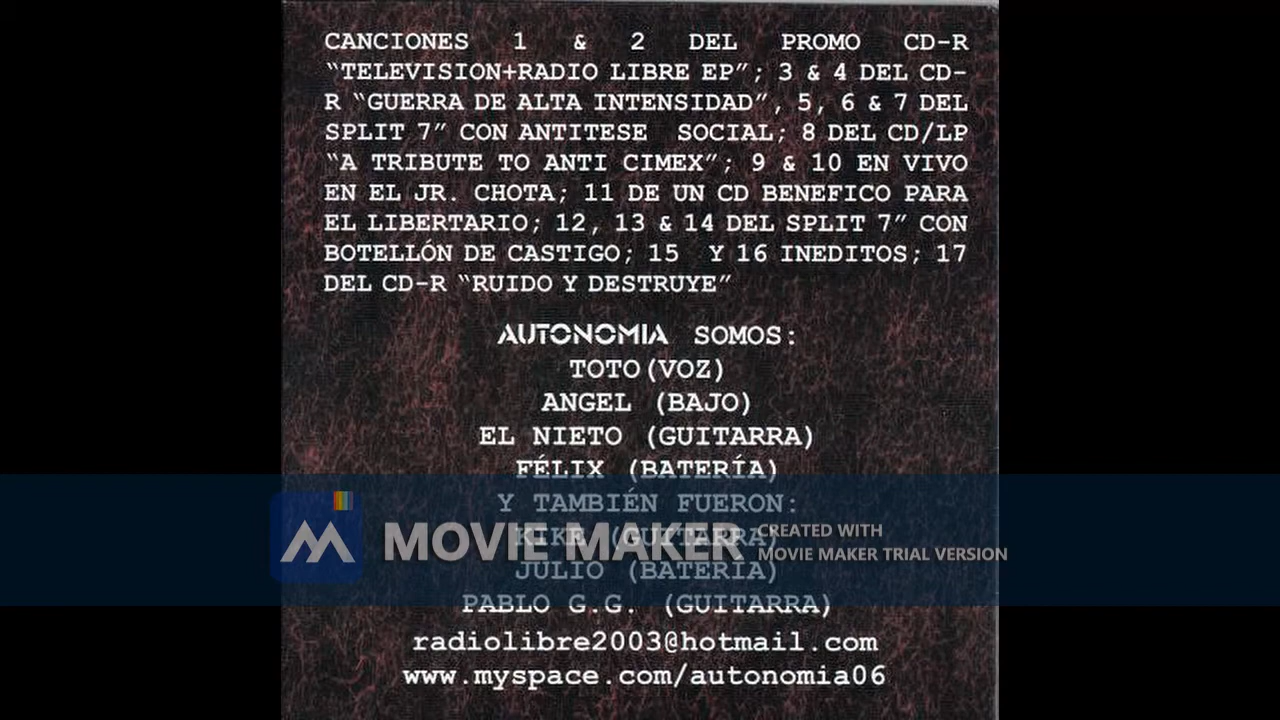 CANCIONES 1 & 2 DEL PROMO CD-R
“TELEVISION+RADIO LIBRE EP”; 3 & 4 DEL CD-
R “GUERRA DE ALTA INTENSIDAD”, 5, 6 & 7 DEL
SPLIT 7” CON ANTITESE SOCIAL; 8 DEL CD/LP
“A TRIBUTE TO ANTI CIMEX”; 9 & 10 EN VIVO
EN EL JR. CHOTA; 11 DE UN CD BENEFICO PARA
EL LIBERTARIO; 12, 13 & 14 DEL SPLIT 7” CON
BOTELLÓN DE CASTIGO; 15 Y 16 INEDITOS; 17
DEL CD-R “RUIDO Y DESTRUYE”
AUTONOMIA SOMOS:
TOTO(VOZ)
ANGEL (BAJO)
EL NIETO (GUITARRA)
FÉLIX (BATERÍA)
Y TAMBIÉN FUERON:
KIKE (GUITARRA)
MOVIE MAKER
CREATED WITH
MOVIE MAKER TRIAL VERSION
JULIO (BATERÍA)
PABLO G.G. (GUITARRA)
radiolibre2003@hotmail.com
www.myspace.com/autonomia06